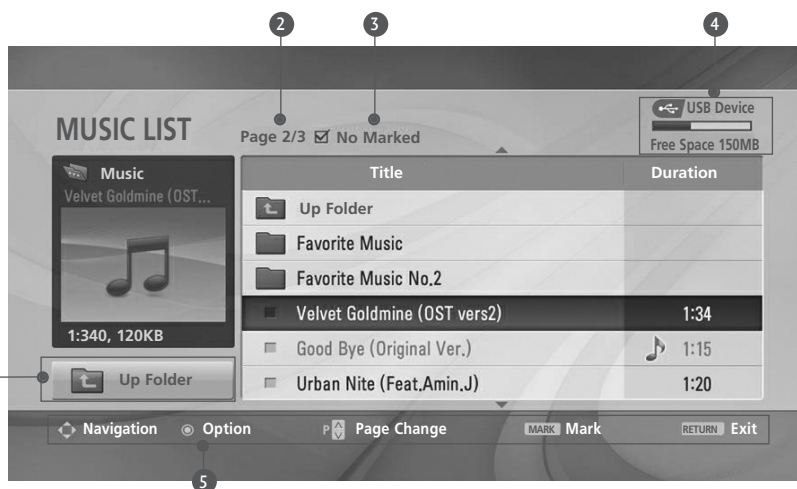 2 3 4
USB Device
Free Space 150MB
MUSIC LIST
Page 2/3 No Marked
Music
Velvet Goldmine (OST...
1:340, 120KB
Up Folder
Title Duration
Up Folder
Favorite Music
Favorite Music No.2
Velvet Goldmine (OST vers2) 1:34
Good Bye (Original Ver.) 1:15
Urban Nite (Feat.Amin.J) 1:20
Navigation Option P Page Change MARK Mark RETURN Exit
5